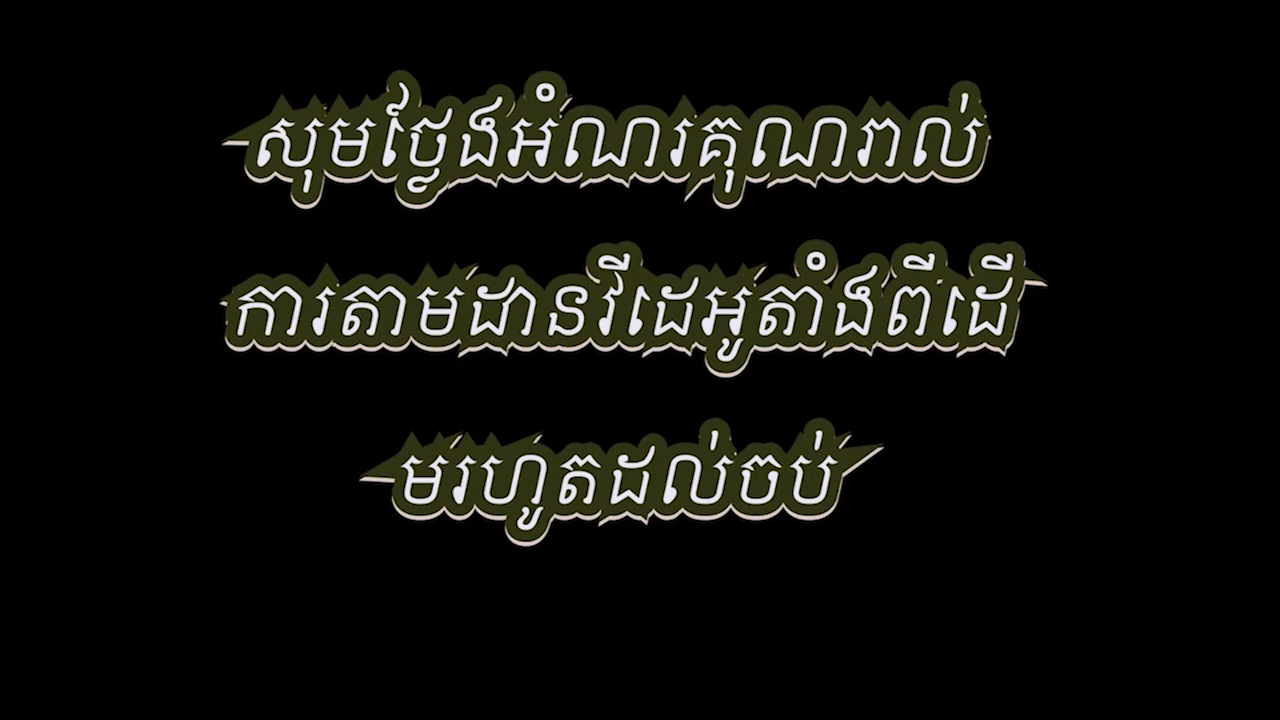 សុមថ្លែងអំណរគុណរាល់
ការតាមដានវីដេអូតាំងពីដើ
មរហូតដល់ចប់